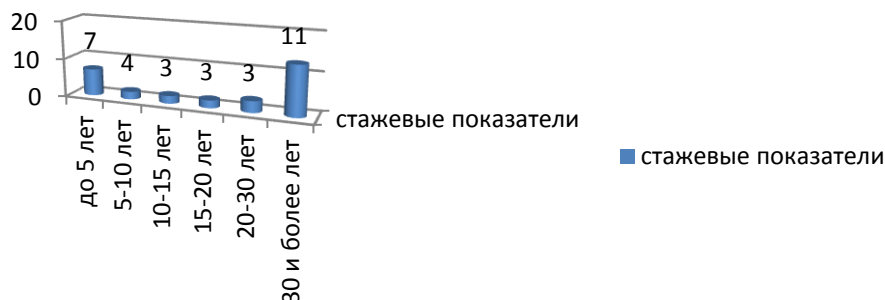 20
10
0
7
4
3
3
3
11
до 5 лет
5-10 лет
10-15 лет
15-20 лет
20-30 лет
30 и более лет
стажевые показатели
стажевые показатели